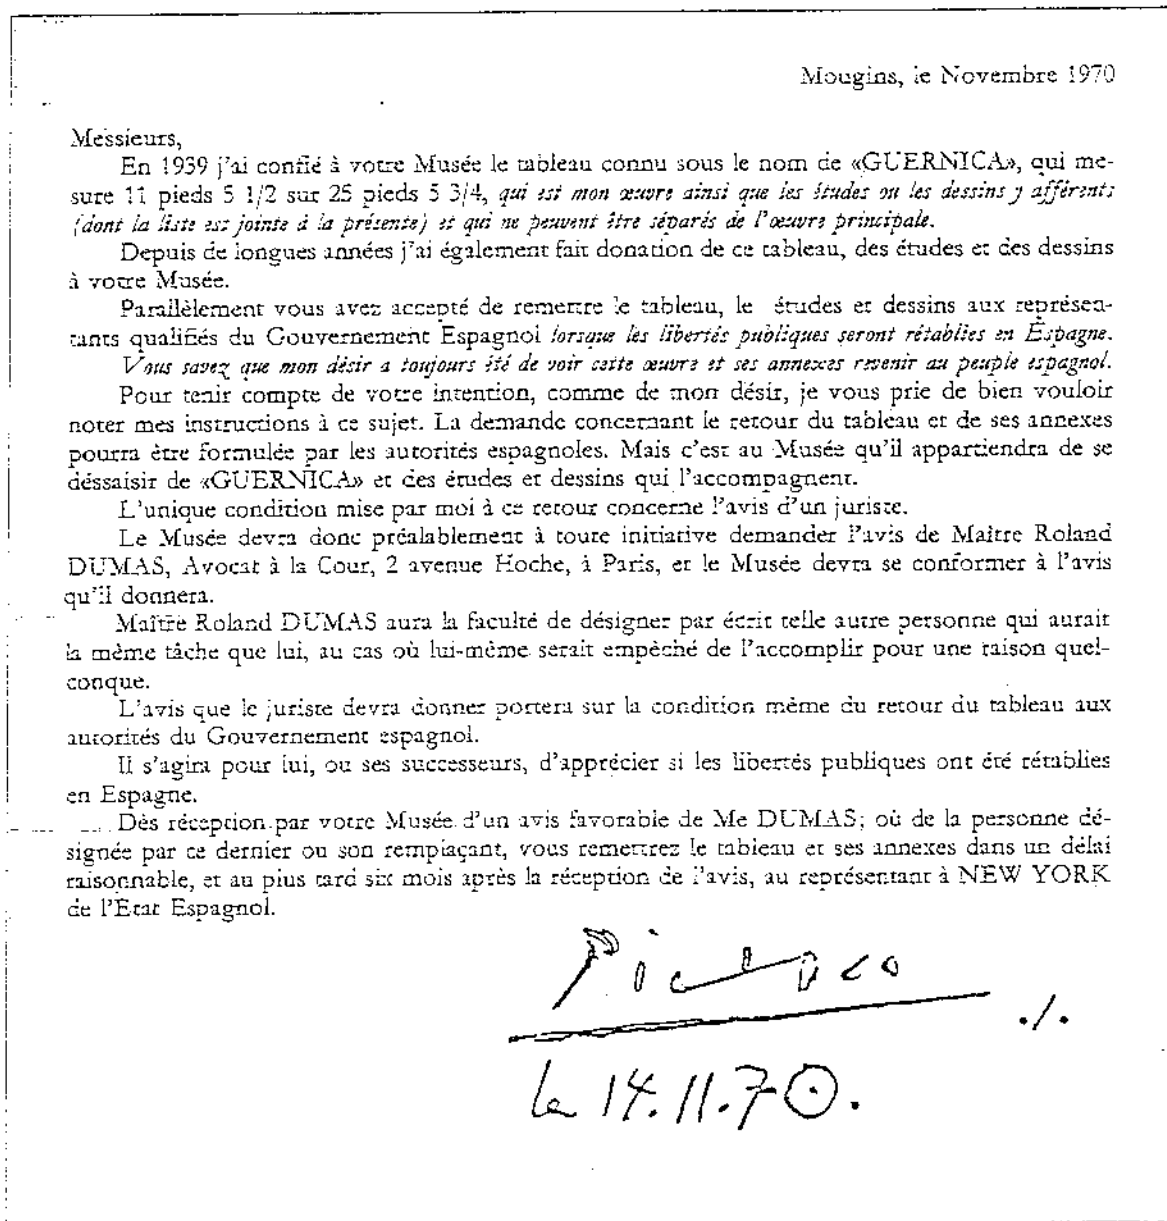 Mougins, le Novembre 1970
Messieurs,
En 1939 j'ai confié à votre Musée le tableau connu sous le nom de «GUERNICA», qui me-
sure 11 pieds 5 1/2 sur 25 pieds 5 3/4, qui est mon œuvre ainsi que les études ou les dessins y afférents
(dont la liste est jointe à la présente) et qui ne peuvent être séparés de l'œuvre principale.
Depuis de longues années j'ai également fait donation de ce tableau, des études et des dessins
à votre Musée.
Parallèlement vous avez accepté de remettre le tableau, le études et dessins aux représen-
tants qualifiés du Gouvernement Espagnol lorsque les libertés publiques seront rétablies en Espagne.
Vous savez que mon désir a toujours été de voir cette œuvre et ses annexes revenir au peuple espagnol.
Pour tenir compte de votre intention, comme de mon désir, je vous prie de bien vouloir
noter mes instructions à ce sujet. La demande concernant le retour du tableau et de ses annexes
pourra être formulée par les autorités espagnoles. Mais c'est au Musée qu'il appartiendra de se
déssaisir de «GUERNICA» et des études et dessins qui l'accompagnent.
L'unique condition mise par moi à ce retour concerne l'avis d'un juriste.
Le Musée devra donc préalablement à toute initiative demander l'avis de Maître Roland
DUMAS, Avocat à la Cour, 2 avenue Hoche, à Paris, et le Musée devra se conformer à l'avis
qu'il donnera.
Maître Roland DUMAS aura la faculté de désigner par écrit telle autre personne qui aurait
la même tâche que lui, au cas où lui-même serait empêché de l'accomplir pour une raison quel-
conque.
L'avis que le juriste devra donner portera sur la condition même du retour du tableau aux
autorités du Gouvernement espagnol.
Il s'agira pour lui, ou ses successeurs, d'apprécier si les libertés publiques ont été rétablies
en Espagne.
Dès réception par votre Musée d'un avis favorable de Me DUMAS; où de la personne dé-
signée par ce dernier ou son remplaçant, vous remettrez le tableau et ses annexes dans un délai
raisonnable, et au plus tard six mois après la réception de l'avis, au représentant à NEW YORK
de l'Etat Espagnol.
Picasso
./.
le 14.11.70.